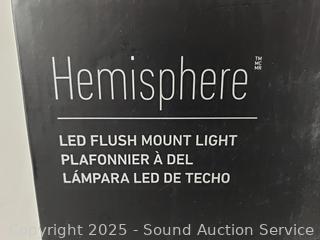 Hemisphere TM MC MR
LED FLUSH MOUNT LIGHT
PLAFONNIER À DEL
LÁMPARA LED DE TECHO
Copyright 2025 - Sound Auction Service